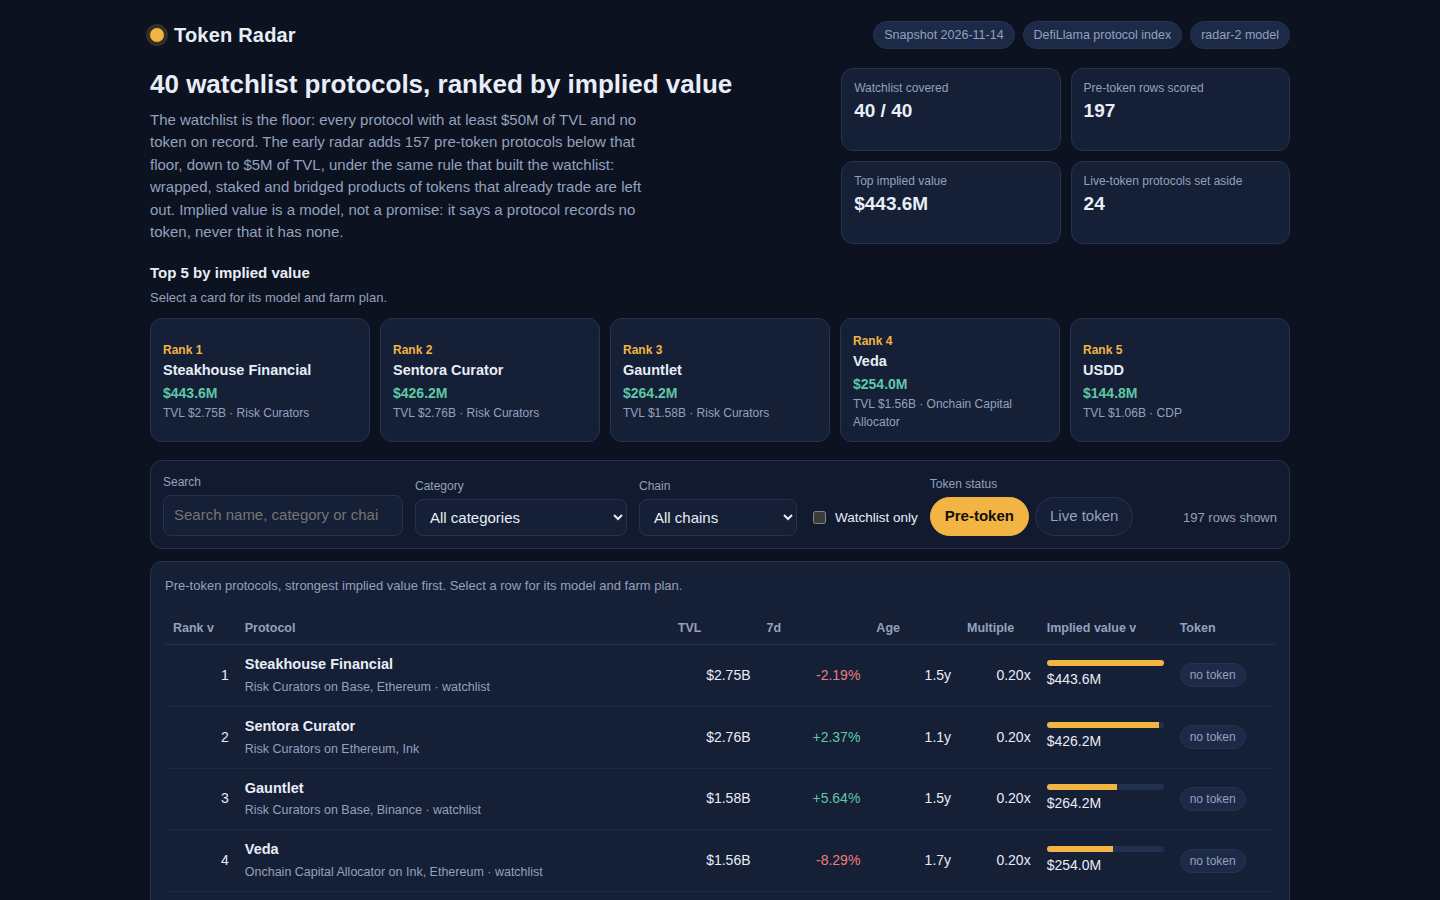 Token Radar
Snapshot 2026-11-14
DefiLlama protocol index
radar-2 model
40 watchlist protocols, ranked by implied value
The watchlist is the floor: every protocol with at least $50M of TVL and no
token on record. The early radar adds 157 pre-token protocols below that
floor, down to $5M of TVL, under the same rule that built the watchlist:
wrapped, staked and bridged products of tokens that already trade are left
out. Implied value is a model, not a promise: it says a protocol records no
token, never that it has none.
Watchlist covered
40 / 40
Pre-token rows scored
197
Top implied value
$443.6M
Live-token protocols set aside
24
Top 5 by implied value
Select a card for its model and farm plan.
Rank 1
Steakhouse Financial
$443.6M
TVL $2.75B · Risk Curators
Rank 2
Sentora Curator
$426.2M
TVL $2.76B · Risk Curators
Rank 3
Gauntlet
$264.2M
TVL $1.58B · Risk Curators
Rank 4
Veda
$254.0M
TVL $1.56B · Onchain Capital
Allocator
Rank 5
USDD
$144.8M
TVL $1.06B · CDP
Search
Search name, category or chai
Category
All categories
Chain
All chains
Watchlist only
Token status
Pre-token
Live token
197 rows shown
Pre-token protocols, strongest implied value first. Select a row for its model and farm plan.
Rank v Protocol TVL 7d Age Multiple Implied value v Token
1 Steakhouse Financial $2.75B -2.19% 1.5y 0.20x $443.6M no token
Risk Curators on Base, Ethereum · watchlist
2 Sentora Curator $2.76B +2.37% 1.1y 0.20x $426.2M no token
Risk Curators on Ethereum, Ink
3 Gauntlet $1.58B +5.64% 1.5y 0.20x $264.2M no token
Risk Curators on Base, Binance · watchlist
4 Veda $1.56B -8.29% 1.7y 0.20x $254.0M no token
Onchain Capital Allocator on Ink, Ethereum · watchlist